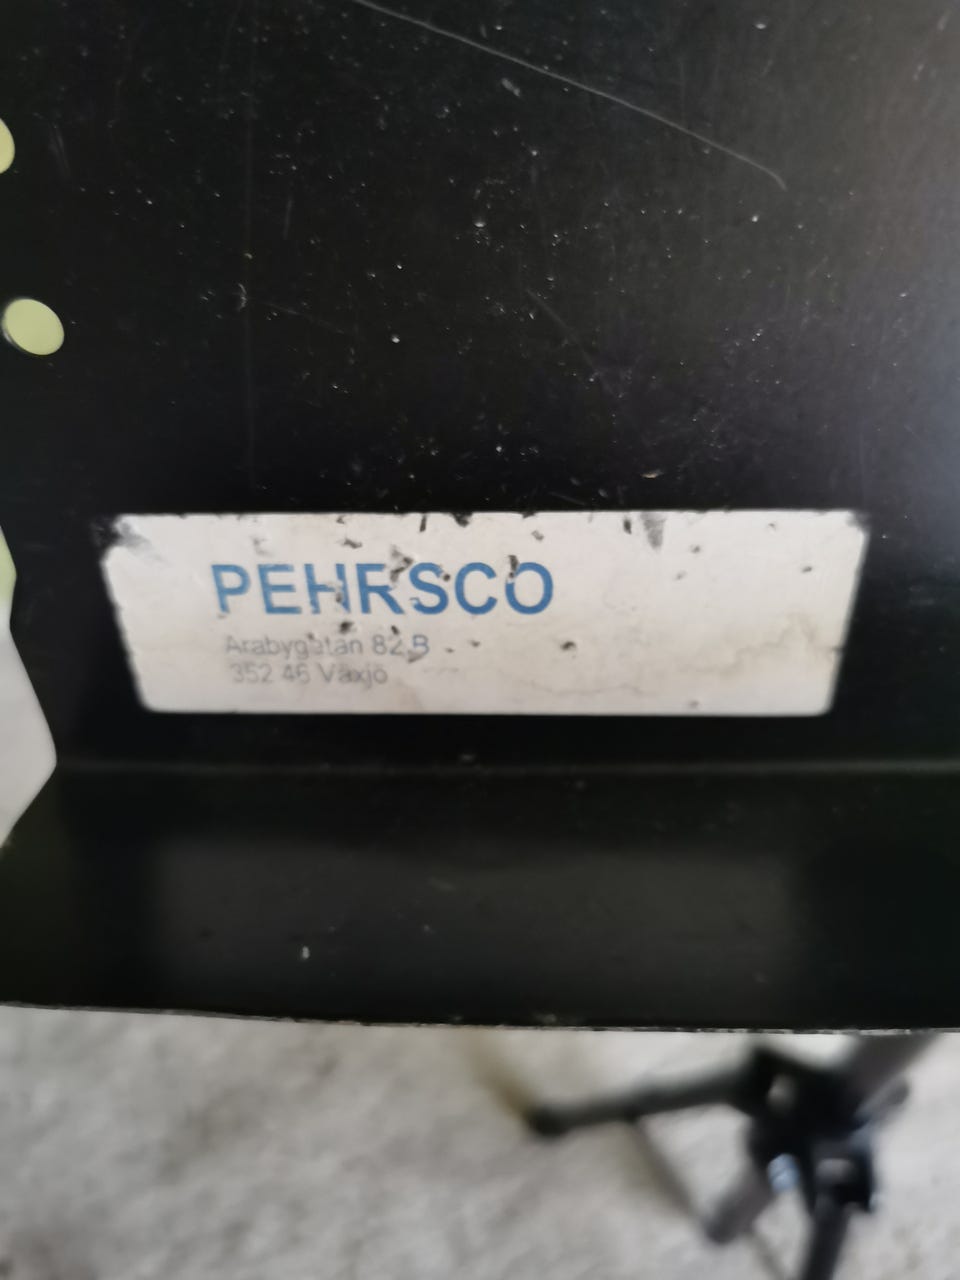 PEHRSCO
Arabygatan 82 B
352 46 Växjö